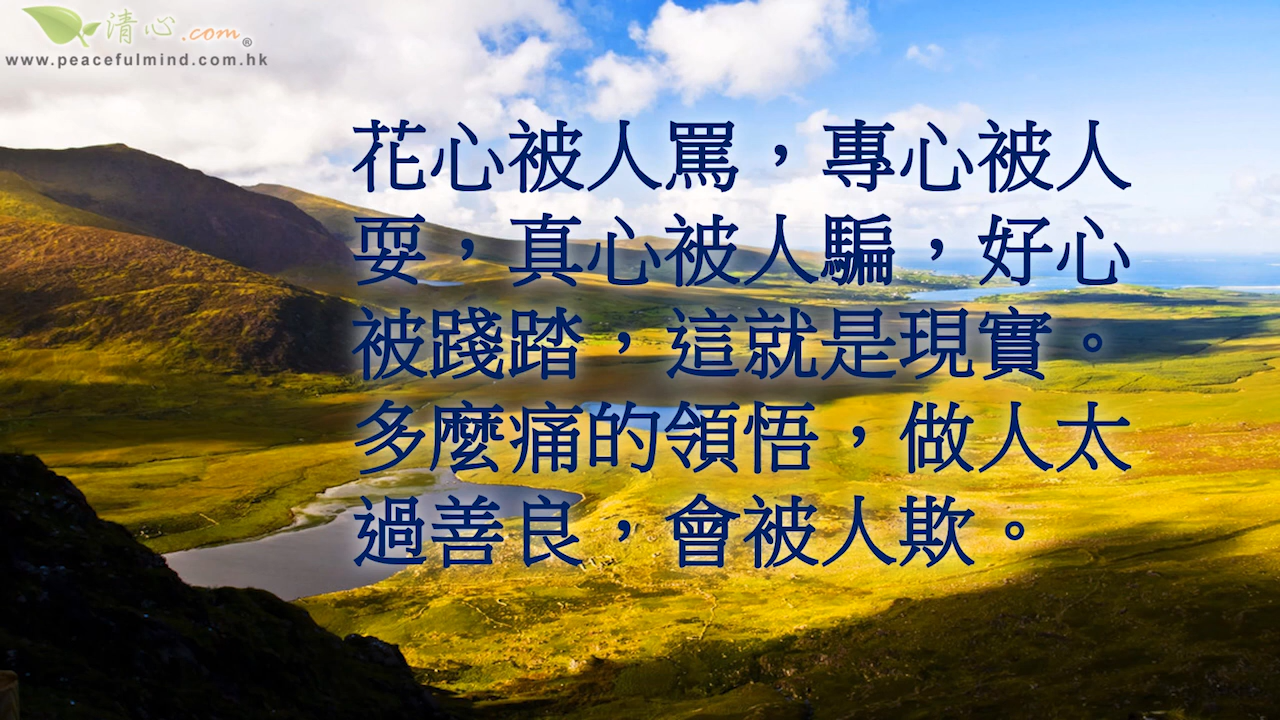 清心.com®
www.peacefulmind.com.hk
花心被人罵，專心被人
耍，真心被人騙，好心
被踐踏，這就是現實。
多麼痛的領悟，做人太
過善良，會被人欺。